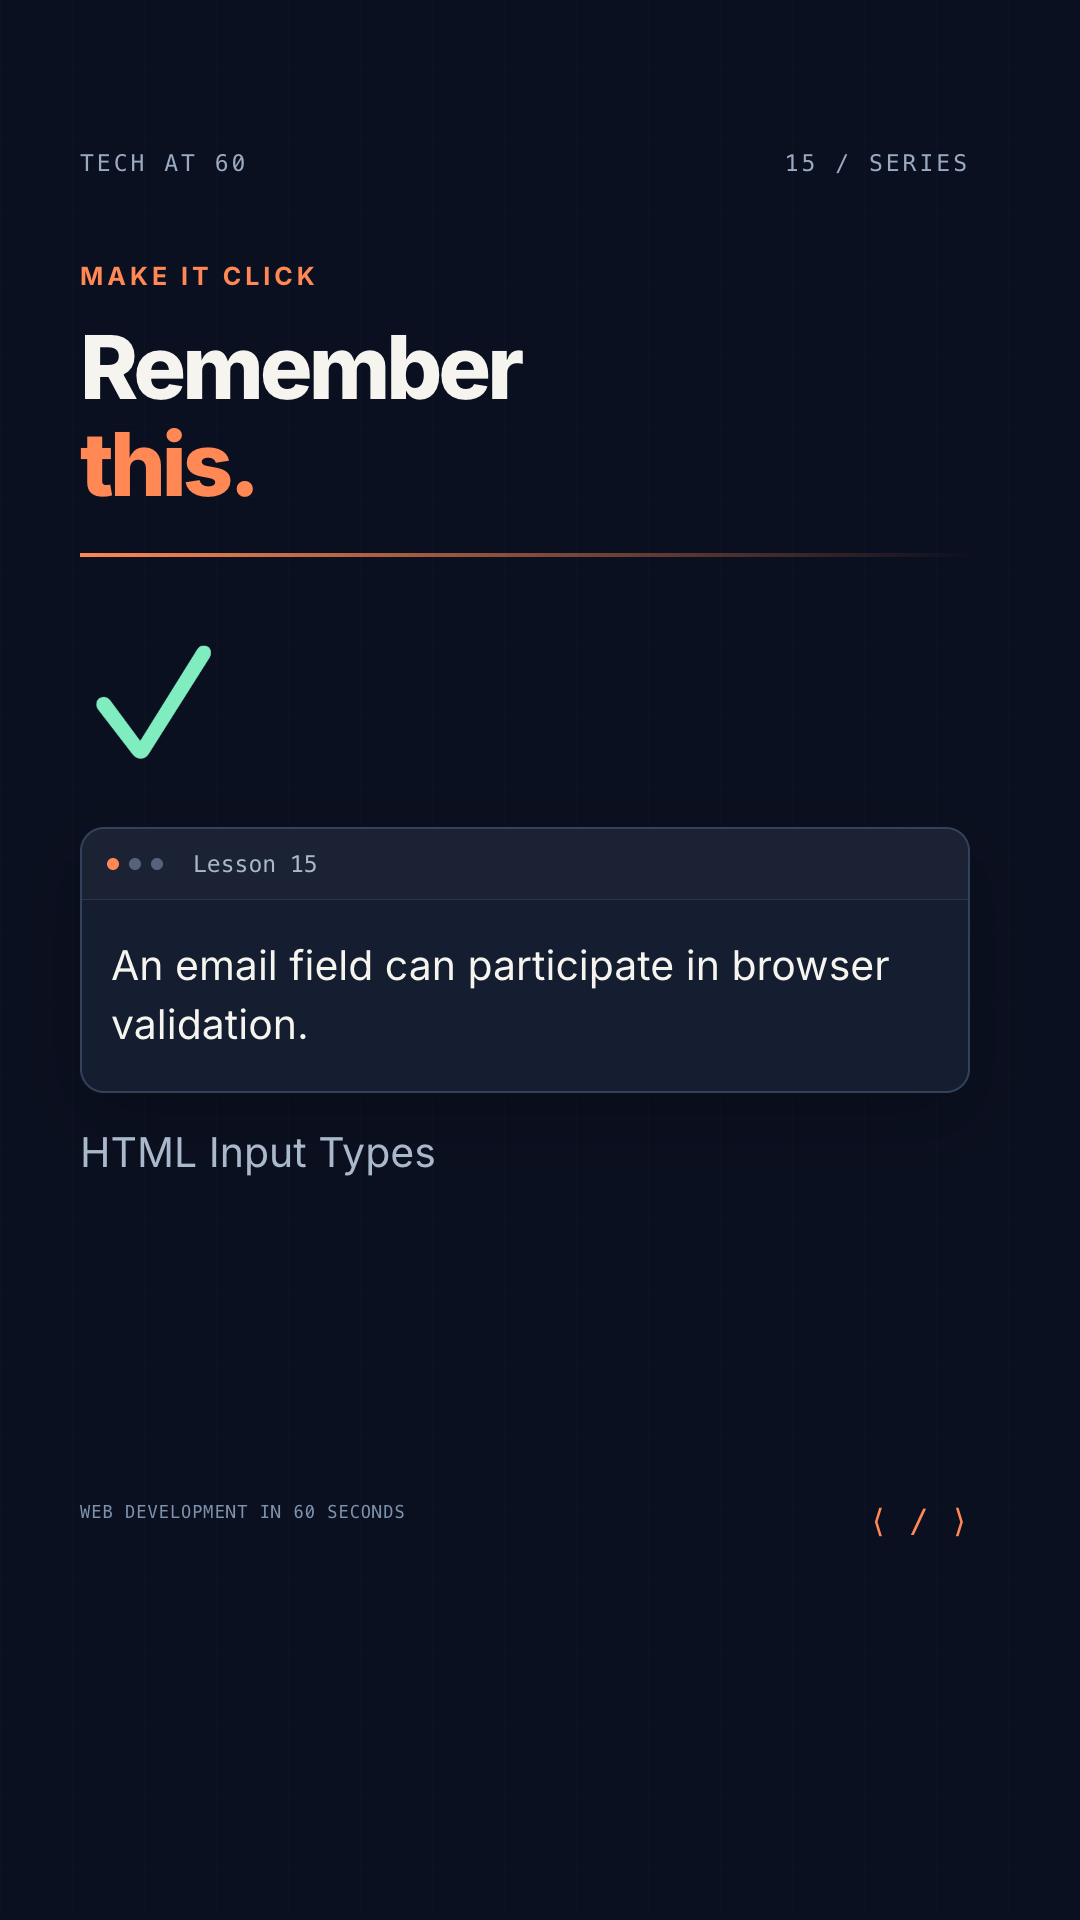 TECH AT 60
15 / SERIES
MAKE IT CLICK
Remember
this.
Lesson 15
An email field can participate in browser
validation.
HTML Input Types
WEB DEVELOPMENT IN 60 SECONDS
⟨ / ⟩